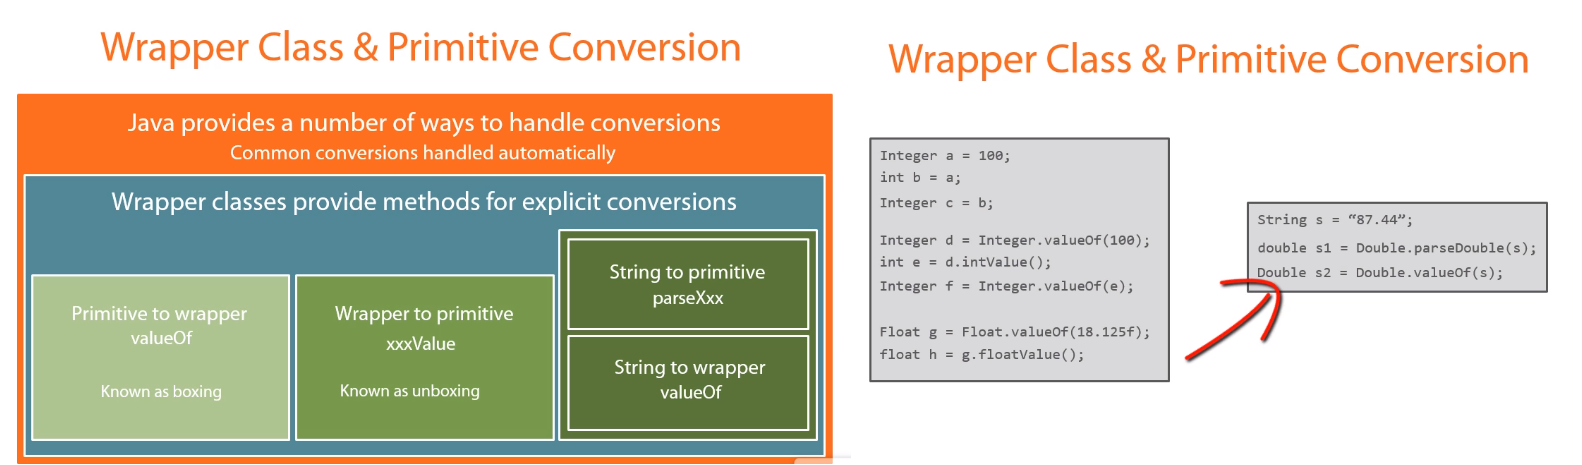 Wrapper Class & Primitive Conversion
Java provides a number of ways to handle conversions
Common conversions handled automatically
Wrapper classes provide methods for explicit conversions
Primitive to wrapper
valueOf
Known as boxing
Wrapper to primitive
xxxValue
Known as unboxing
String to primitive
parseXxx
String to wrapper
valueOf
Wrapper Class & Primitive Conversion
Integer a = 100;
int b = a;
Integer c = b;
Integer d = Integer.valueOf(100);
int e = d.intValue();
Integer f = Integer.valueOf(e);
Float g = Float.valueOf(18.125f);
float h = g.floatValue();
String s = “87.44”;
double s1 = Double.parseDouble(s);
Double s2 = Double.valueOf(s);